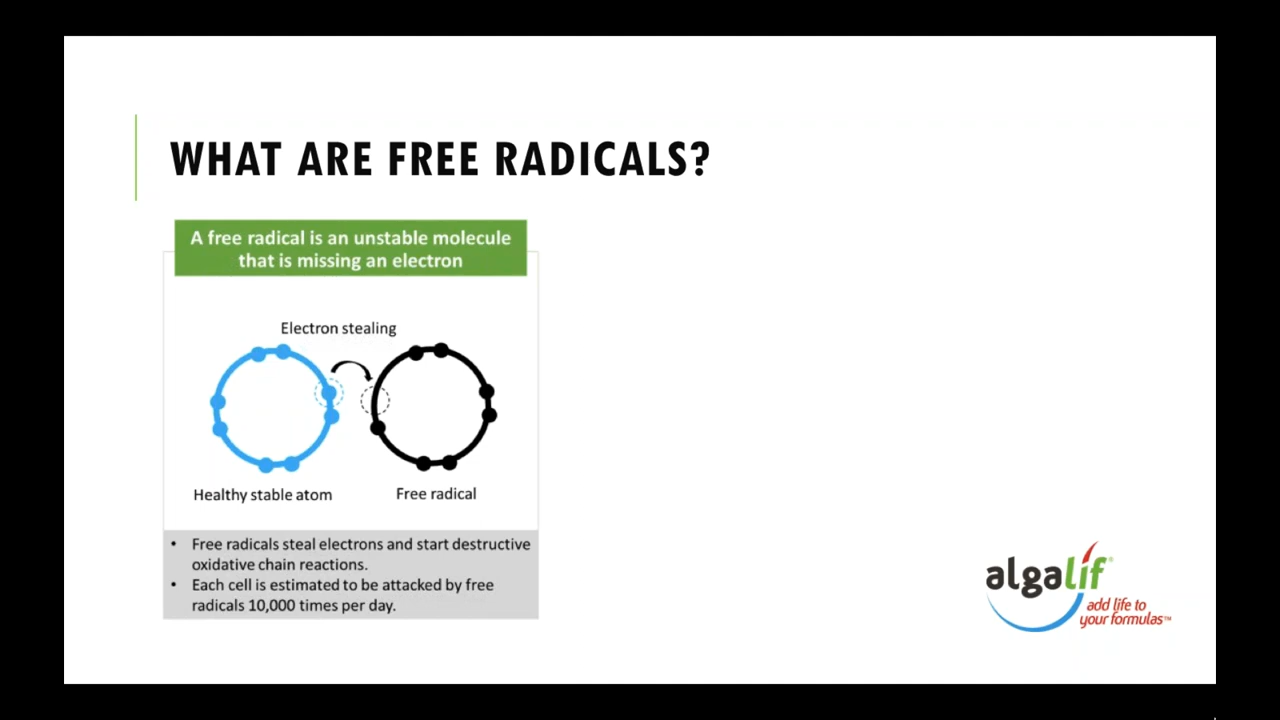 WHAT ARE FREE RADICALS?
A free radical is an unstable molecule
that is missing an electron
Electron stealing
Healthy stable atom
Free radical
• Free radicals steal electrons and start destructive
oxidative chain reactions.
• Each cell is estimated to be attacked by free
radicals 10,000 times per day.
algalif®
add life to
your formulas™